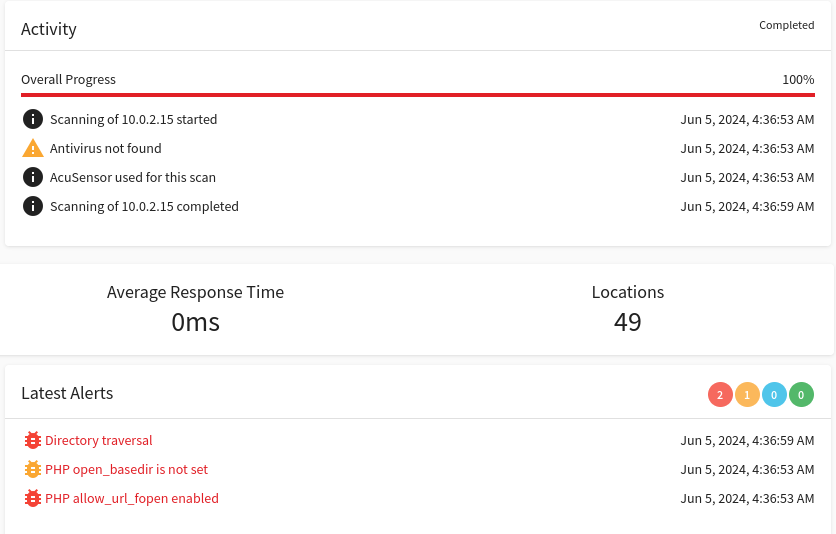 Activity Completed
Overall Progress 100%
Scanning of 10.0.2.15 started Jun 5, 2024, 4:36:53 AM
Antivirus not found Jun 5, 2024, 4:36:53 AM
AcuSensor used for this scan Jun 5, 2024, 4:36:53 AM
Scanning of 10.0.2.15 completed Jun 5, 2024, 4:36:59 AM
Average Response Time Locations
0ms 49
Latest Alerts 2 1 0 0
Directory traversal Jun 5, 2024, 4:36:59 AM
PHP open_basedir is not set Jun 5, 2024, 4:36:53 AM
PHP allow_url_fopen enabled Jun 5, 2024, 4:36:53 AM